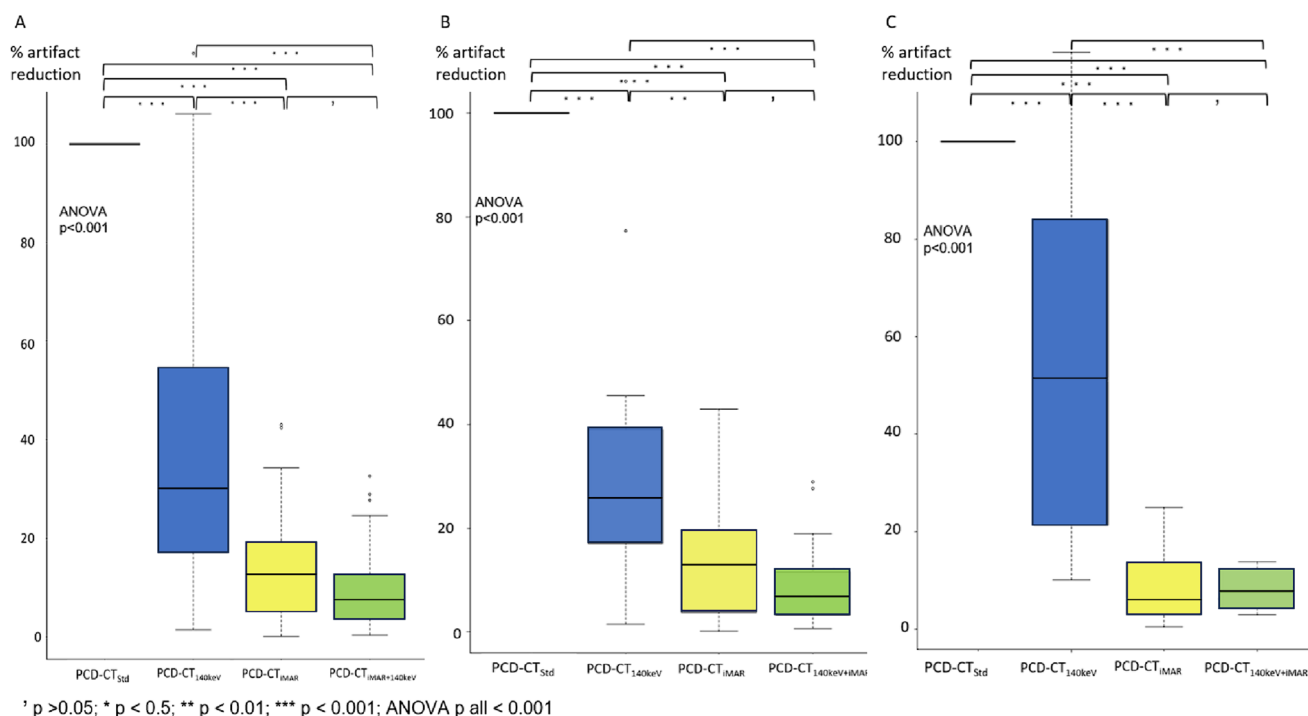 A
% artifact
reduction
* * *
* * *
* * *
* * *
* * *
,
100
80
60
40
20
0
ANOVA
p<0.001
PCD-CTStd
PCD-CT140keV
PCD-CTiMAR
PCD-CTiMAR+140keV
B
% artifact
reduction
* * *
* * *
* * *
* * *
* *
,
100
80
60
40
20
0
ANOVA
p<0.001
PCD-CTStd
PCD-CT140keV
PCD-CTiMAR
PCD-CT140keV+iMAR
C
% artifact
reduction
* * *
* * *
* * *
* * *
* * *
,
100
80
60
40
20
0
ANOVA
p<0.001
PCD-CTStd
PCD-CT140keV
PCD-CTiMAR
PCD-CT140keV+iMAR
’ p >0.05; * p < 0.5; ** p < 0.01; *** p < 0.001; ANOVA p all < 0.001